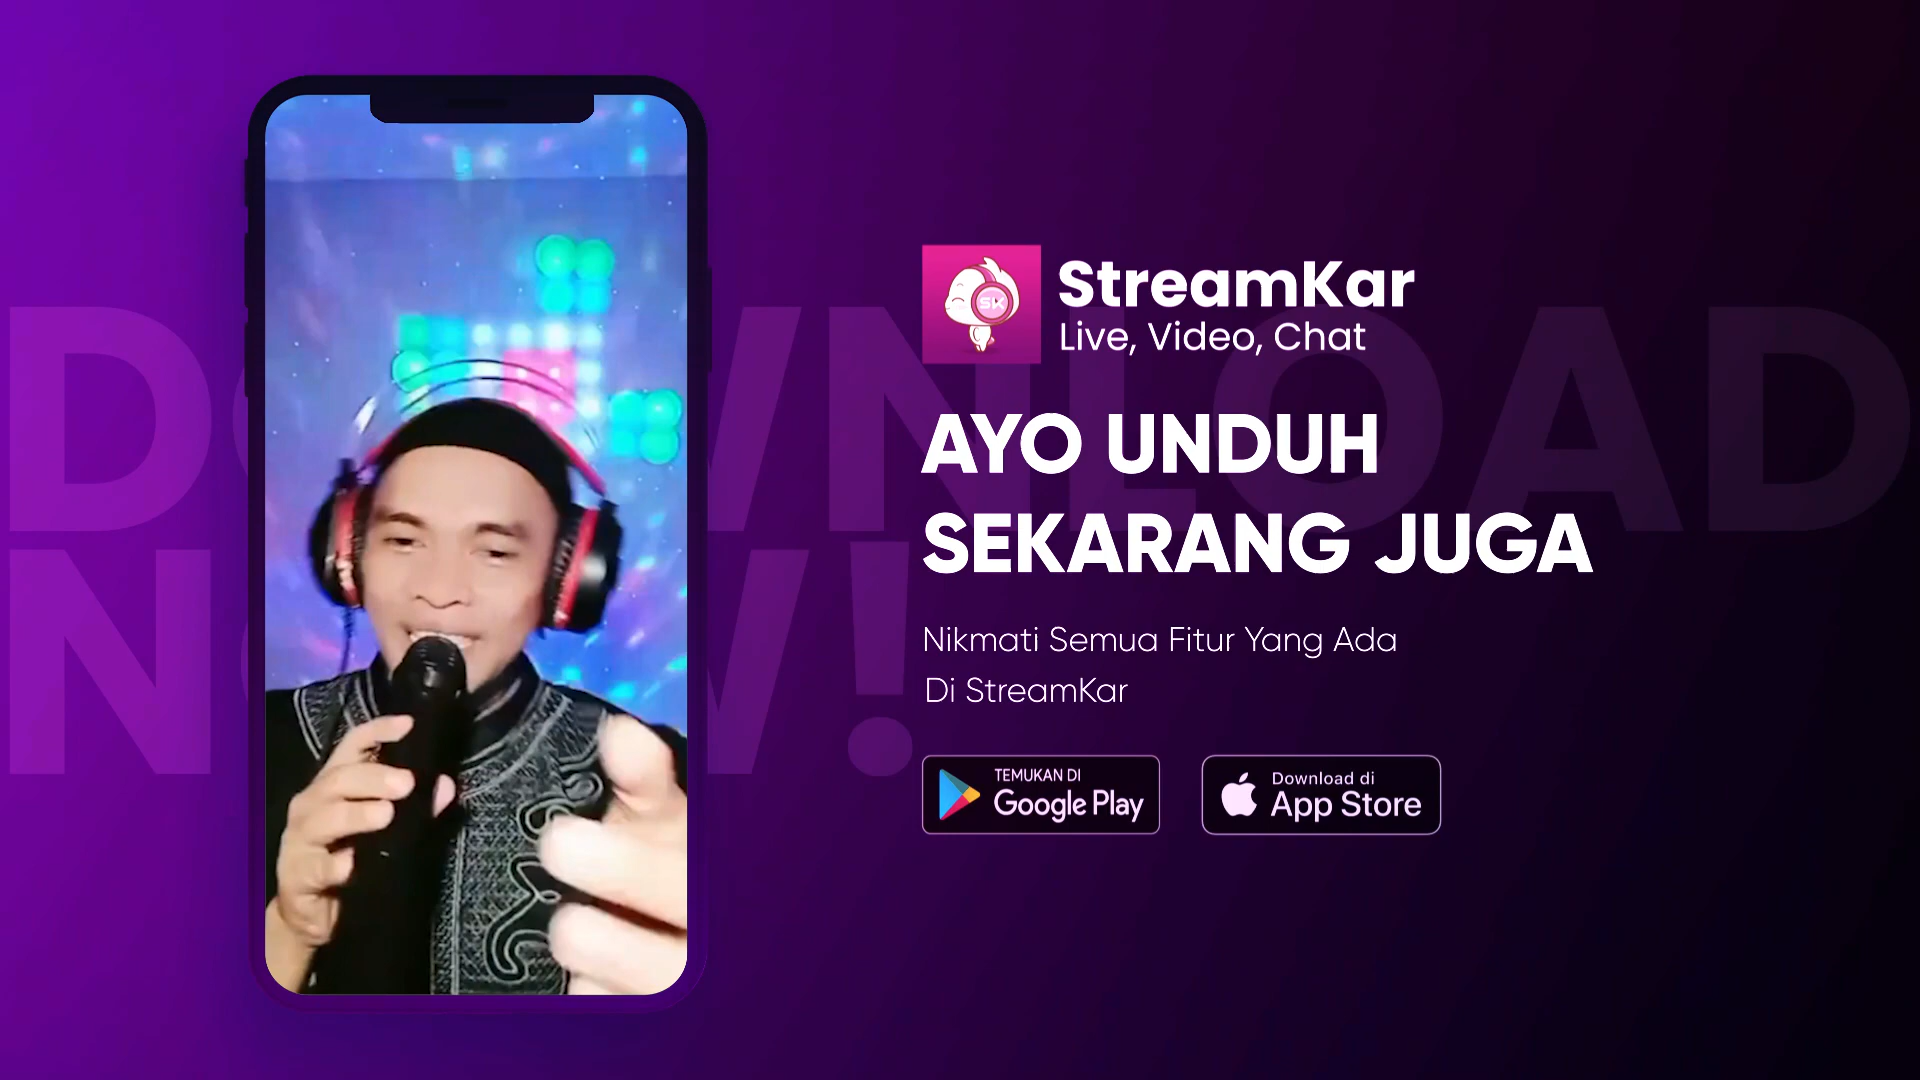 DOWNLOAD
NOW!
SK
StreamKar
Live, Video, Chat
AYO UNDUH
SEKARANG JUGA
Nikmati Semua Fitur Yang Ada
Di StreamKar
TEMUKAN DI
Google Play
Download di
App Store